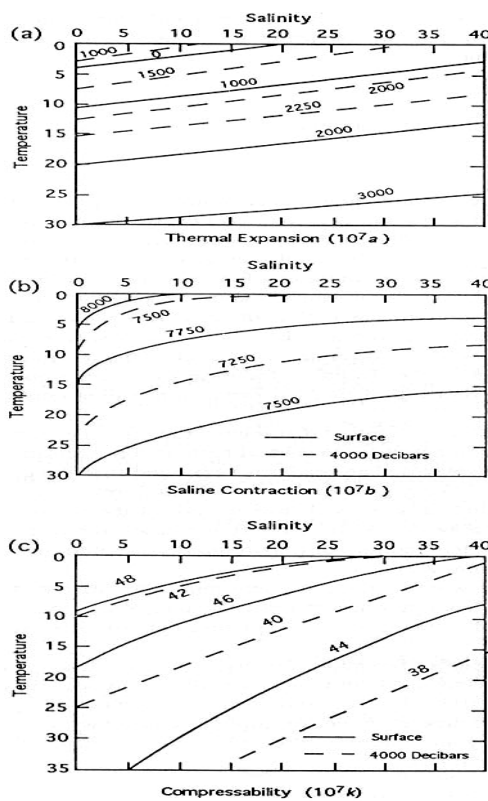 Salinity
(a) 0 5 10 15 20 25 30 35 40
0
5
10
15
20
25
30
Temperature
1000
0
1500
1000
2000
2250
2000
3000
Thermal Expansion (10⁷a)
Salinity
(b) 0 5 10 15 20 25 30 35 40
0
5
10
15
20
25
30
Temperature
8000
7500
7750
7250
7500
Surface
4000 Decibars
Saline Contraction (10⁷b)
Salinity
(c) 0 5 10 15 20 25 30 35 40
0
5
10
15
20
25
30
35
Temperature
48
42
46
40
44
38
Surface
4000 Decibars
Compressability (10⁷k)